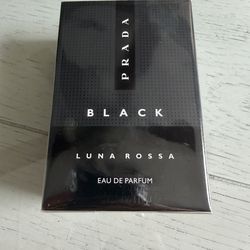 PRADA
BLACK
LUNA ROSSA
EAU DE PARFUM